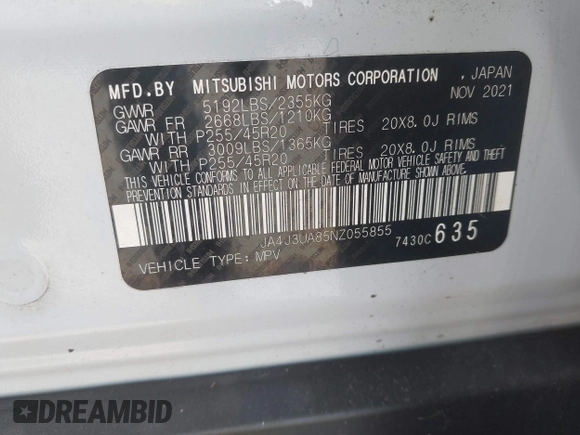 MFD.BY MITSUBISHI MOTORS CORPORATION , JAPAN
GVWR 5192LBS/2355KG NOV 2021
GAWR FR 2668LBS/1210KG
WITH P255/45R20 TIRES 20X8.0J RIMS
GAWR RR 3009LBS/1365KG
WITH P255/45R20 TIRES 20X8.0J RIMS
THIS VEHICLE CONFORMS TO ALL APPLICABLE FEDERAL MOTOR VEHICLE SAFETY AND THEFT
PREVENTION STANDARDS IN EFFECT ON THE DATE OF MANUFACTURE SHOWN ABOVE.
JA4J3UA85NZ055855 7430C 635
VEHICLE TYPE: MPV
DREAMBID